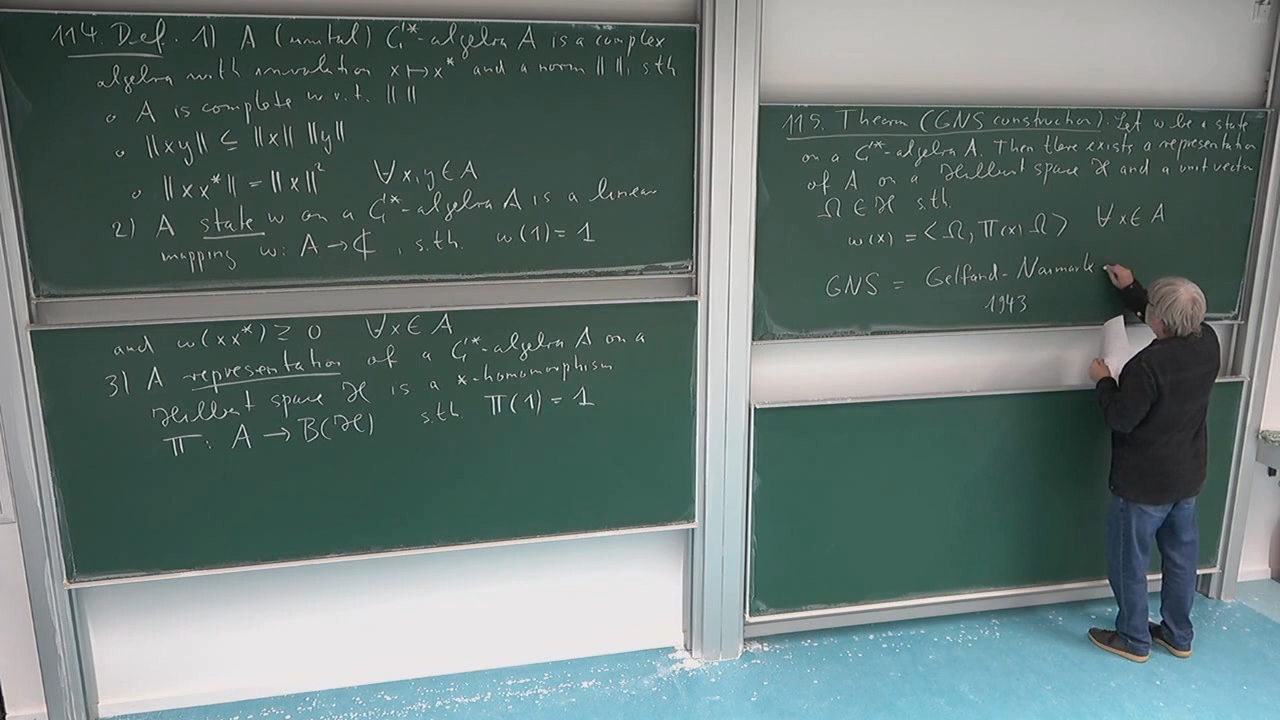 114. Def. 1) A (unital) C*-algebra A is a complex
algebra with involution x ↦ x* and a norm ‖ ‖, s.th
∘ A is complete w.r.t. ‖ ‖
∘ ‖xy‖ ≤ ‖x‖ ‖y‖
∘ ‖xx*‖ = ‖x‖² ∀x,y ∈ A
2) A state w on a C*-algebra A is a linear
mapping w: A → ℂ, s.th. w(1) = 1
and w(xx*) ≥ 0 ∀x ∈ A
3) A representation of a C*-algebra A on a
Hilbert space ℋ is a *-homomorphism
π: A → B(ℋ) s.th. π(1) = 1
115. Theorem (GNS construction). Let w be a state
on a C*-algebra A. Then there exists a representation
of A on a Hilbert space ℋ and a unit vector
Ω ∈ ℋ s.th.
w(x) = ⟨Ω, π(x) Ω⟩ ∀x ∈ A
GNS = Gelfand-Naimark
1943